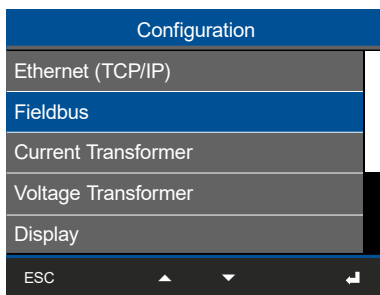 Configuration
Ethernet (TCP/IP)
Fieldbus
Current Transformer
Voltage Transformer
Display
ESC